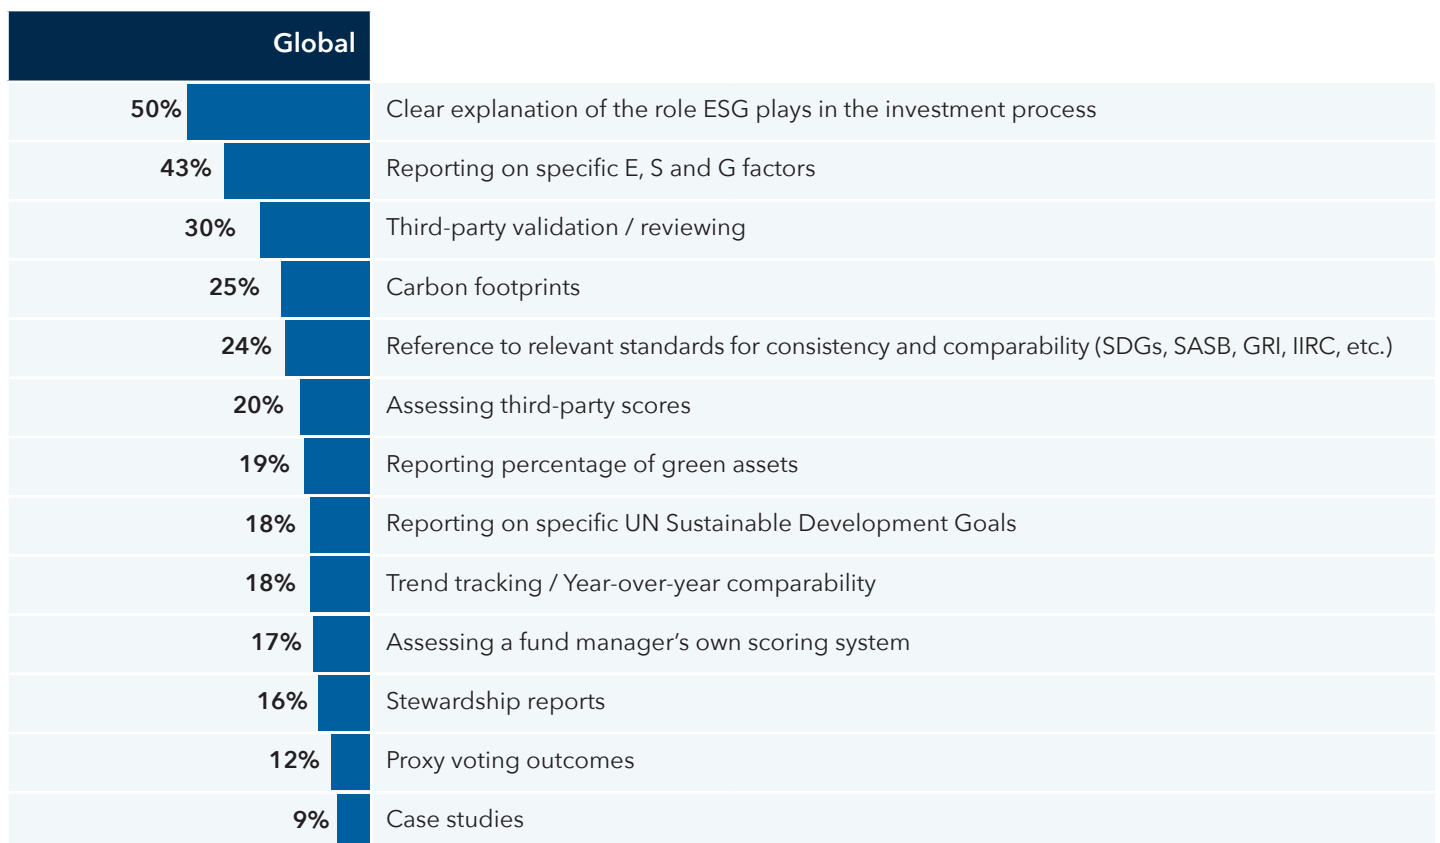 Global
50% Clear explanation of the role ESG plays in the investment process
43% Reporting on specific E, S and G factors
30% Third-party validation / reviewing
25% Carbon footprints
24% Reference to relevant standards for consistency and comparability (SDGs, SASB, GRI, IIRC, etc.)
20% Assessing third-party scores
19% Reporting percentage of green assets
18% Reporting on specific UN Sustainable Development Goals
18% Trend tracking / Year-over-year comparability
17% Assessing a fund manager’s own scoring system
16% Stewardship reports
12% Proxy voting outcomes
9% Case studies